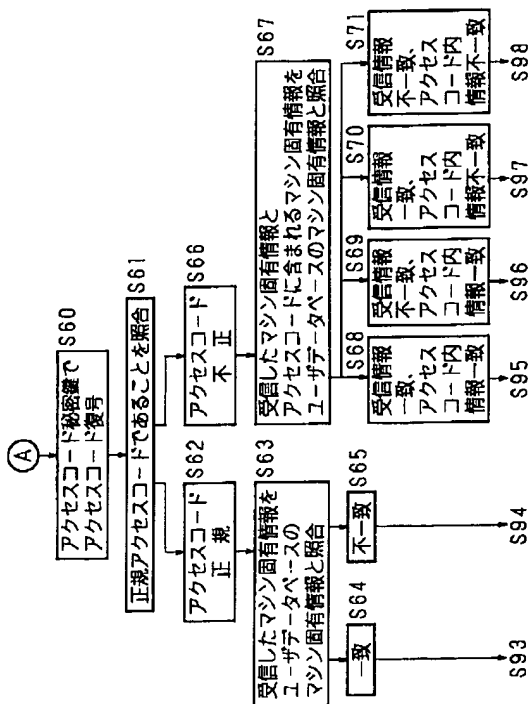 A
S60
アクセスコード秘密鍵で
アクセスコード復号
S61
正規アクセスコードであることを照合
S62
アクセスコード
正規
S66
アクセスコード
不正
S63
受信したマシン固有情報を
ユーザデータベースの
マシン固有情報と照合
S67
受信したマシン固有情報と
アクセスコードに含まれるマシン固有情報を
ユーザデータベースのマシン固有情報と照合
S64
一致
S65
不一致
S68
受信情報
一致、
アクセス
コード内
情報一致
S69
受信情報
不一致、
アクセス
コード内
情報一致
S70
受信情報
一致、
アクセス
コード内
情報不一致
S71
受信情報
不一致、
アクセス
コード内
情報不一致
S93
S94
S95
S96
S97
S98